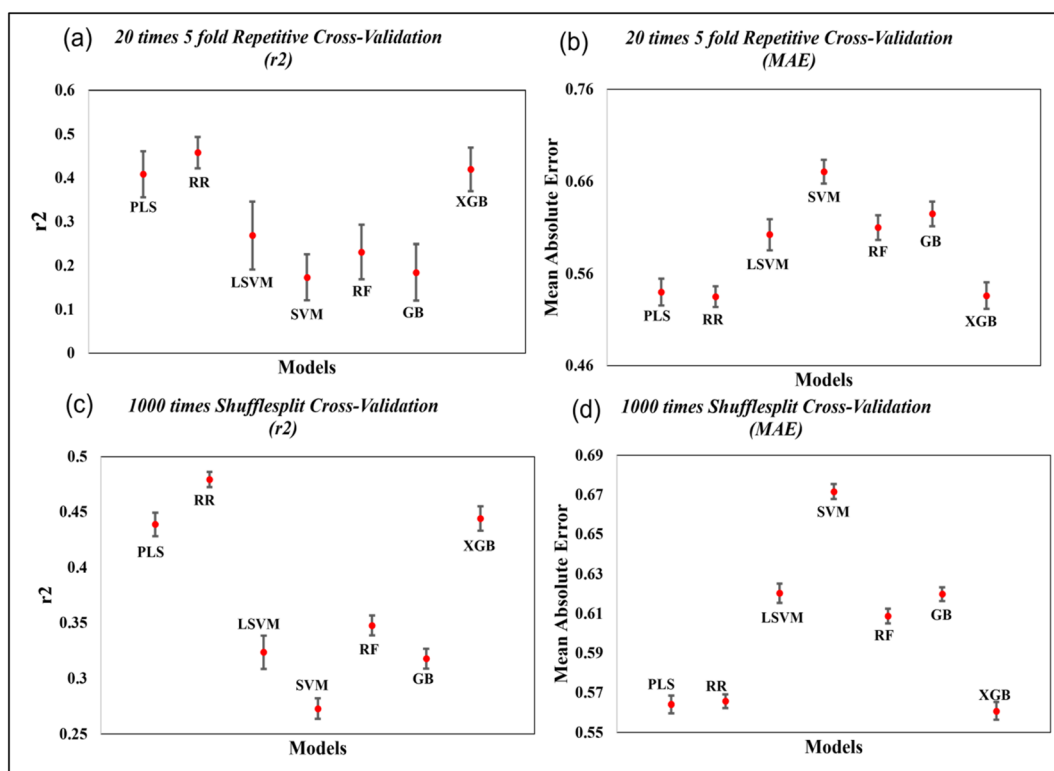 (a)
20 times 5 fold Repetitive Cross-Validation
(r2)
0.6
0.5
0.4
0.3
0.2
0.1
0
r2
PLS
RR
LSVM
SVM
RF
GB
XGB
Models
(b)
20 times 5 fold Repetitive Cross-Validation
(MAE)
0.76
0.66
0.56
0.46
Mean Absolute Error
PLS
RR
LSVM
SVM
RF
GB
XGB
Models
(c)
1000 times Shufflesplit Cross-Validation
(r2)
0.5
0.45
0.4
0.35
0.3
0.25
r2
PLS
RR
LSVM
SVM
RF
GB
XGB
Models
(d)
1000 times Shufflesplit Cross-Validation
(MAE)
0.69
0.67
0.65
0.63
0.61
0.59
0.57
0.55
Mean Absolute Error
PLS
RR
LSVM
SVM
RF
GB
XGB
Models